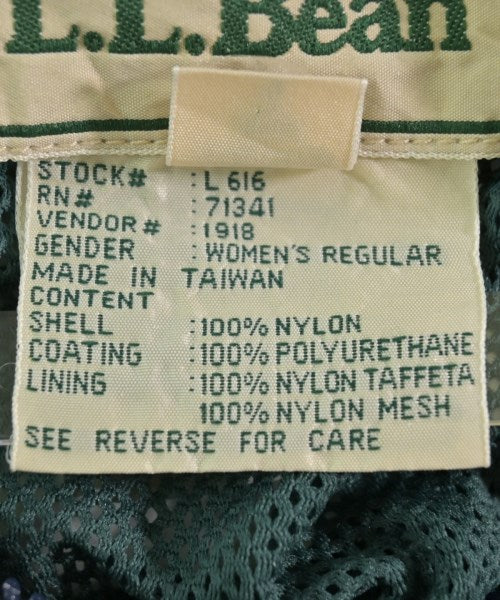 L.L.Bean
STOCK# : L 616
RN# : 71341
VENDOR# : 1918
GENDER : WOMEN'S REGULAR
MADE IN TAIWAN
CONTENT
SHELL : 100% NYLON
COATING : 100% POLYURETHANE
LINING : 100% NYLON TAFFETA
100% NYLON MESH
SEE REVERSE FOR CARE